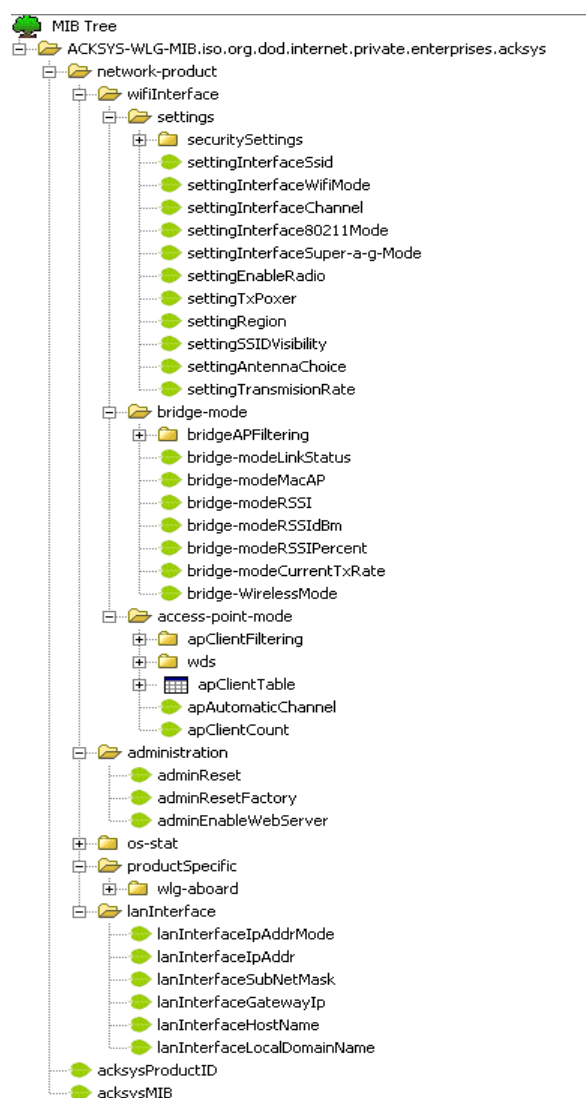 MIB Tree
ACKSYS-WLG-MIB.iso.org.dod.internet.private.enterprises.acksys
network-product
wifiInterface
settings
securitySettings
settingInterfaceSsid
settingInterfaceWifiMode
settingInterfaceChannel
settingInterface80211Mode
settingInterfaceSuper-a-g-Mode
settingEnableRadio
settingTxPoxer
settingRegion
settingSSIDVisibility
settingAntennaChoice
settingTransmisionRate
bridge-mode
bridgeAPFiltering
bridge-modeLinkStatus
bridge-modeMacAP
bridge-modeRSSI
bridge-modeRSSIdBm
bridge-modeRSSIPercent
bridge-modeCurrentTxRate
bridge-WirelessMode
access-point-mode
apClientFiltering
wds
apClientTable
apAutomaticChannel
apClientCount
administration
adminReset
adminResetFactory
adminEnableWebServer
os-stat
productSpecific
wlg-aboard
lanInterface
lanInterfaceIpAddrMode
lanInterfaceIpAddr
lanInterfaceSubNetMask
lanInterfaceGatewayIp
lanInterfaceHostName
lanInterfaceLocalDomainName
acksysProductID
acksysMIB